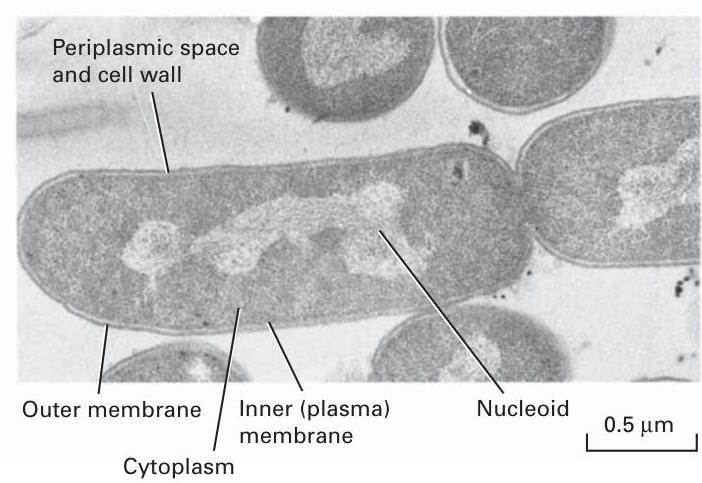 Periplasmic space
and cell wall
Outer membrane
Inner (plasma)
membrane
Nucleoid
0.5 μm
Cytoplasm